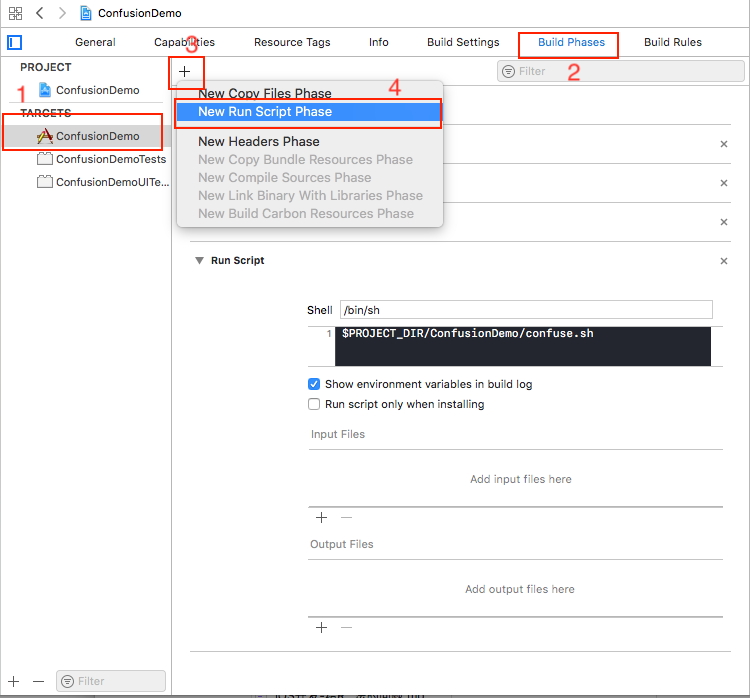 ConfusionDemo
General Capabilities Resource Tags Info Build Settings Build Phases Build Rules
3
PROJECT
+
Filter
2
1
ConfusionDemo
4
New Copy Files Phase
TARGETS
New Run Script Phase
ConfusionDemo
New Headers Phase
ConfusionDemoTests
New Copy Bundle Resources Phase
New Compile Sources Phase
ConfusionDemoUITe...
New Link Binary With Libraries Phase
New Build Carbon Resources Phase
Run Script
Shell /bin/sh
1 $PROJECT_DIR/ConfusionDemo/confuse.sh
Show environment variables in build log
Run script only when installing
Input Files
Add input files here
Output Files
Add output files here
Filter